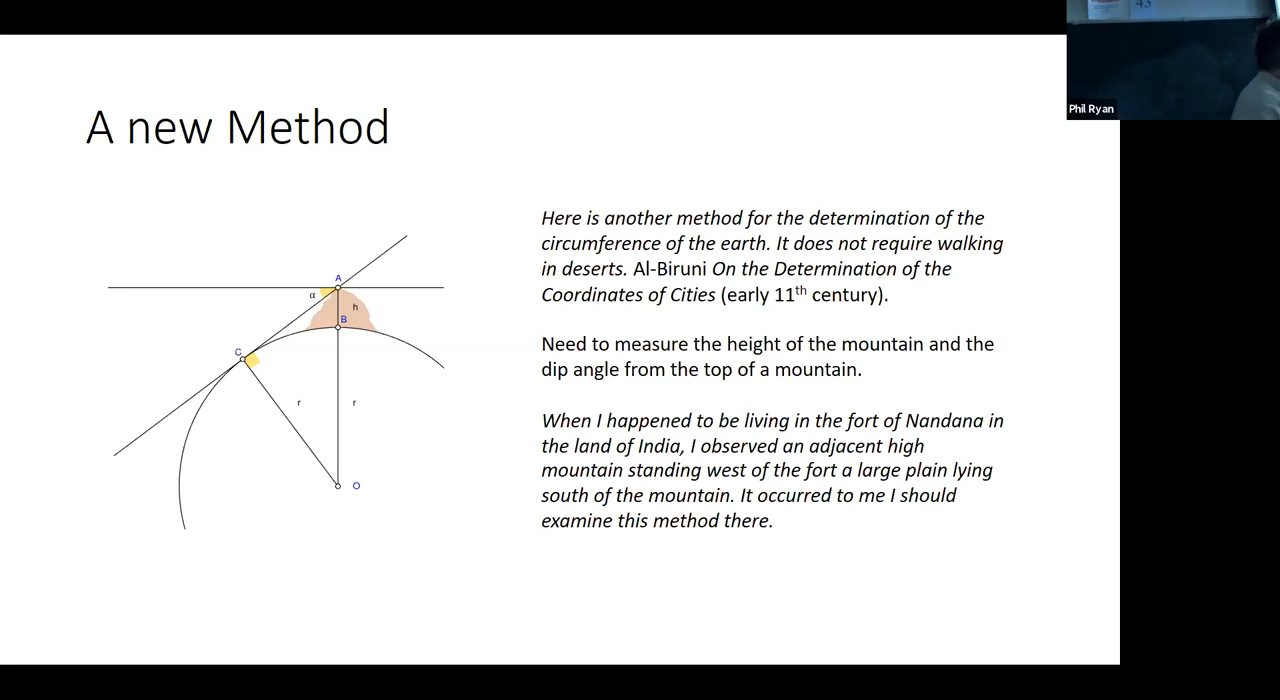 43
Phil Ryan
A new Method
Here is another method for the determination of the
circumference of the earth. It does not require walking
in deserts. Al-Biruni On the Determination of the
Coordinates of Cities (early 11th century).
Need to measure the height of the mountain and the
dip angle from the top of a mountain.
When I happened to be living in the fort of Nandana in
the land of India, I observed an adjacent high
mountain standing west of the fort a large plain lying
south of the mountain. It occurred to me I should
examine this method there.
A
α
h
B
C
r
r
O